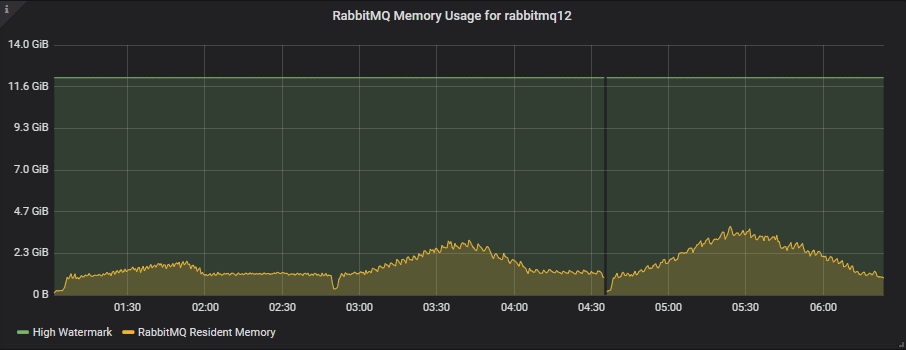 i
RabbitMQ Memory Usage for rabbitmq12
14.0 GiB
11.6 GiB
9.3 GiB
7.0 GiB
4.7 GiB
2.3 GiB
0 B
01:30 02:00 02:30 03:00 03:30 04:00 04:30 05:00 05:30 06:00
High Watermark RabbitMQ Resident Memory